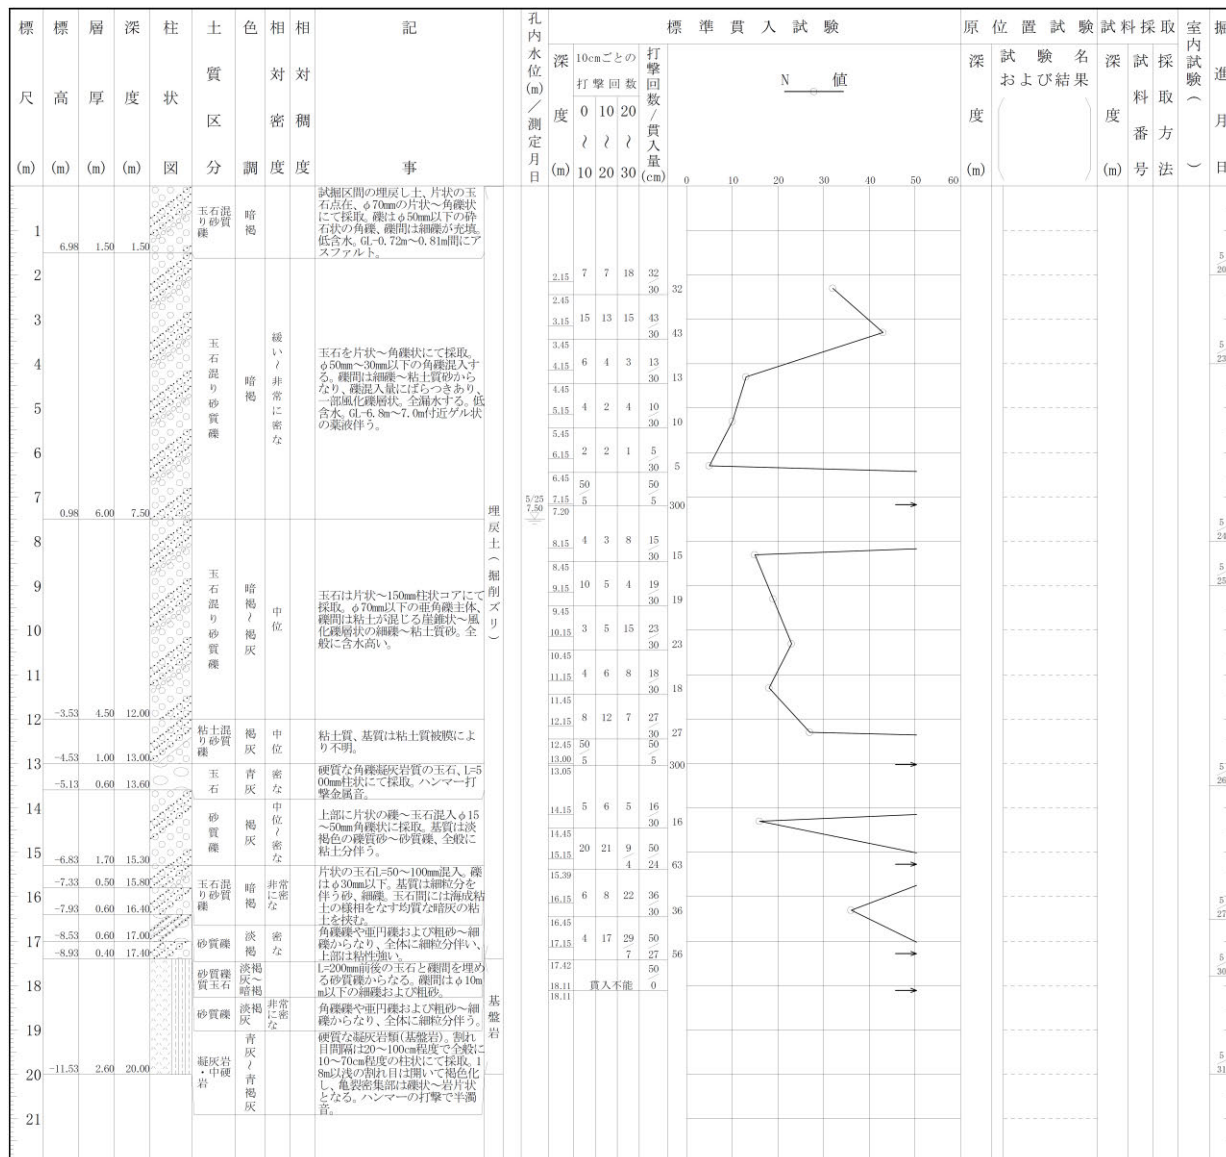 標尺(m)
標高(m)
層厚(m)
深度(m)
柱状図
土質区分
色調
相対密度
相対稠度
記事
孔内水位(m)/測定月日
標準貫入試験
深度(m)
10cmごとの
打撃回数
0〜10
10〜20
20〜30
打撃回数/貫入量(cm)
N 値
0 10 20 30 40 50 60
原位置試験
深度(m)
試験名
および結果
試料採取
深度(m)
試料番号
採取方法
室内試験( )
掘進月日
1
2
3
4
5
6
7
8
9
10
11
12
13
14
15
16
17
18
19
20
21
6.98 1.50 1.50
0.98 6.00 7.50
-3.53 4.50 12.00
-4.53 1.00 13.00
-5.13 0.60 13.60
-6.83 1.70 15.30
-7.33 0.50 15.80
-7.93 0.60 16.40
-8.53 0.60 17.00
-8.93 0.40 17.40
-11.53 2.60 20.00
玉石混
り砂質
礫
暗褐
試掘区間の埋戻し土、片状の玉
石点在、φ70mmの片状〜角礫状
にて採取。礫はφ50mm以下の砕
石状の角礫、礫間は細礫が充填。
低含水。GL-0.72m〜0.81m間にア
スファルト。
玉石混り砂質礫
暗褐
緩い〜非常に密な
玉石を片状〜角礫状にて採取。
φ50mm〜30mm以下の角礫混入す
る。礫間は細礫〜粘土質砂から
なり、礫混入量にばらつきあり、
一部風化礫層状。全漏水する。低
含水。GL-6.8m〜7.0m付近ゲル状
の薬液伴う。
玉石混り砂質礫
暗褐〜褐灰
中位
玉石は片状〜150mm柱状コアにて
採取。φ70mm以下の亜角礫主体、
礫間は粘土が混じる崖錐状〜風
化礫層状の細礫〜粘土質砂。全
般に含水高い。
粘土混
り砂質
礫
褐灰
中位
粘土質、基質は粘土質被膜によ
り不明。
玉石
青灰
密な
硬質な角礫凝灰岩質の玉石、L=5
00mm柱状にて採取。ハンマー打
撃金属音。
砂質礫
褐灰
中位〜密な
上部に片状の礫〜玉石混入φ15
〜50mm角礫状に採取。基質は淡
褐色の礫質砂〜砂質礫、全般に
粘土分伴う。
玉石混
り砂質
礫
暗褐
非常に密な
片状の玉石L=50〜100mm混入。礫
はφ30mm以下。基質は細粒分を
伴う砂、細礫。玉石間には海成粘
土の様相をなす均質な暗灰の粘
土を挟む。
砂質礫
淡褐
密な
角礫礫や亜円礫および粗砂〜細
礫からなり、全体に細粒分伴い、
上部は粘性強い。
砂質礫
質玉石
淡褐灰〜暗褐
L=200mm前後の玉石と礫間を埋め
る砂質礫からなる。礫間はφ10m
m以下の細礫および粗砂。
砂質礫
淡褐灰
非常に密な
角礫礫や亜円礫および粗砂〜細
礫からなり、全体に細粒分伴う。
凝灰岩
・中硬
岩
青灰〜青褐灰
硬質な凝灰岩類(基盤岩)。割れ
目間隔は20〜100cm程度で全般に
10〜70cm程度の柱状にて採取。1
8m以浅の割れ目は開いて褐色化
し、亀裂密集部は礫状〜岩片状
となる。ハンマーの打撃で半濁
音。
埋戻土(掘削ズリ)
基盤岩
5/25
7.50
2.15 7 7 18 32
2.45 30 32
3.15 15 13 15 43
3.45 30 43
4.15 6 4 3 13
4.45 30 13
5.15 4 2 4 10
5.45 30 10
6.15 2 2 1 5
6.45 30 5
7.15 50 50
7.20 5 5 300
8.15 4 3 8 15
8.45 30 15
9.15 10 5 4 19
9.45 30 19
10.15 3 5 15 23
10.45 30 23
11.15 4 6 8 18
11.45 30 18
12.15 8 12 7 27
12.45 30 27
13.00 50 50
13.05 5 5 300
14.15 5 6 5 16
14.45 30 16
15.15 20 21 9 50
15.39 4 24 63
16.15 6 8 22 36
16.45 30 36
17.15 4 17 29 50
17.42 7 27 56
18.11 貫入不能 50
18.11 0
5/20
5/23
5/24
5/25
5/26
5/27
5/30
5/31